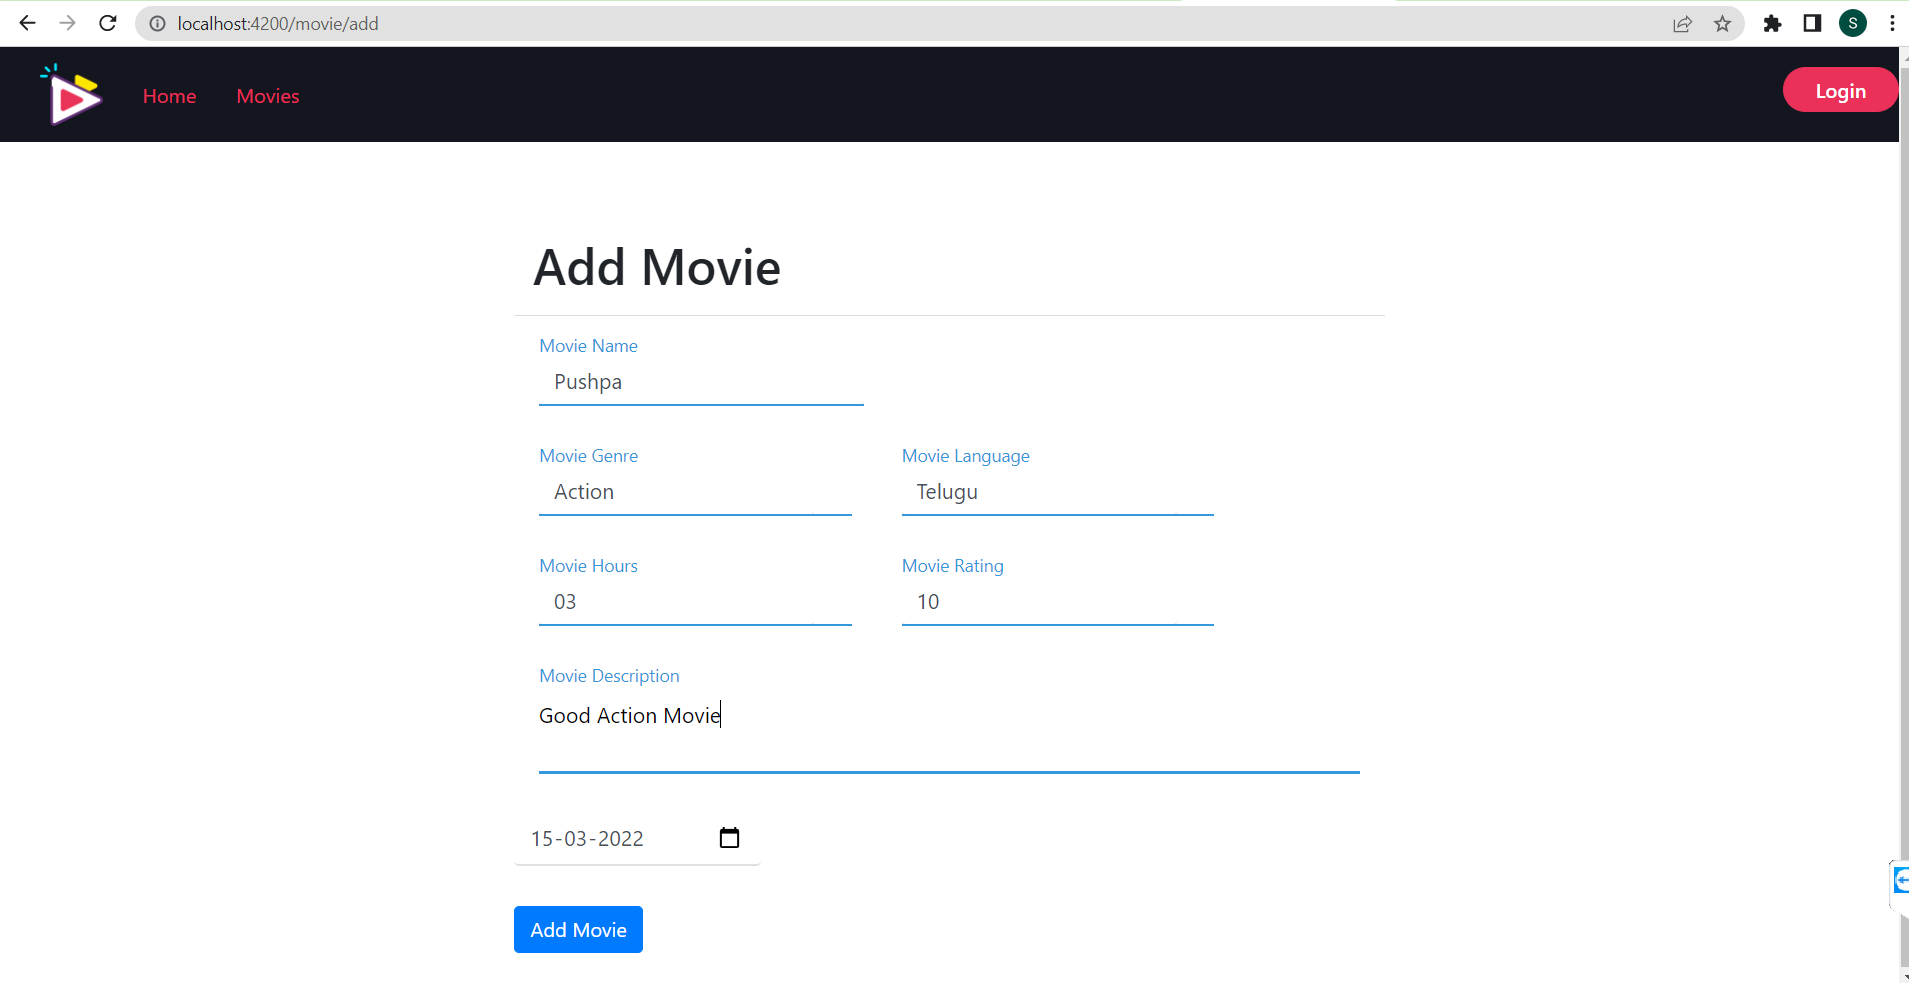 localhost:4200/movie/add
S
Home Movies Login
Add Movie
Movie Name
Pushpa
Movie Genre Movie Language
Action Telugu
Movie Hours Movie Rating
03 10
Movie Description
Good Action Movie
15-03-2022
Add Movie